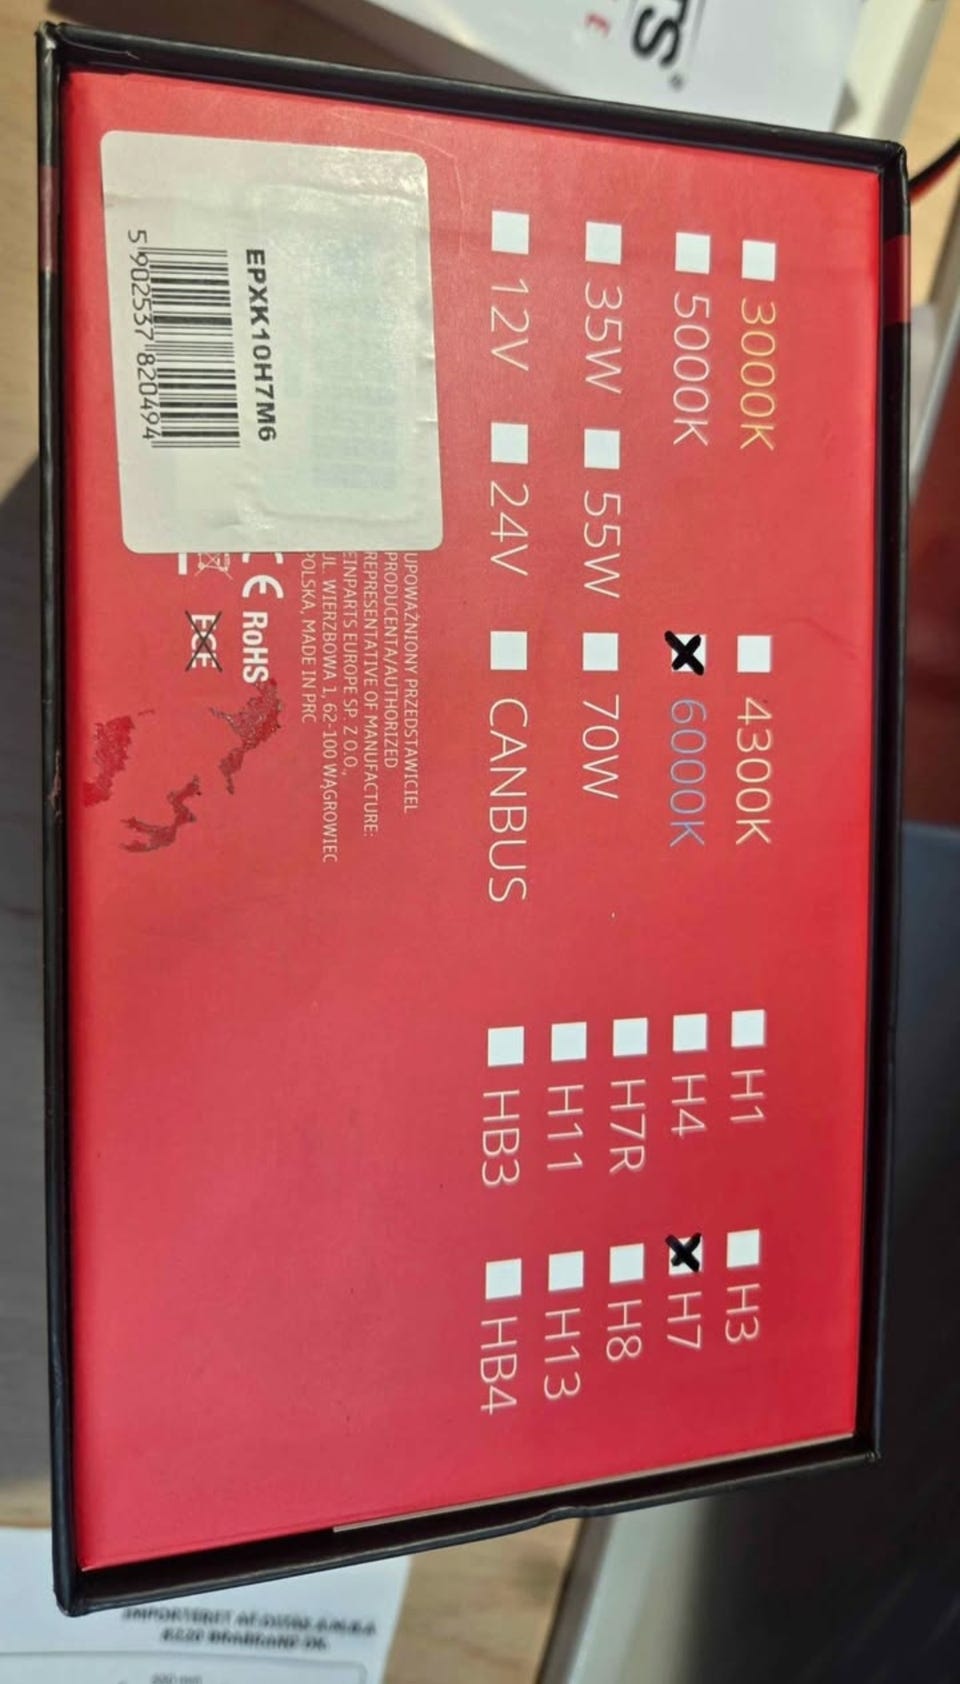 3000K 4300K
5000K 6000K
35W 55W 70W
12V 24V CANBUS
H1 H3
H4 H7
H7R H8
H11 H13
HB3 HB4
UPOWAŻNIONY PRZEDSTAWICIEL
PRODUCENTA/AUTHORIZED
REPRESENTATIVE OF MANUFACTURE:
EINPARTS EUROPE SP. Z O.O.,
UL. WIERZBOWA 1, 62-100 WĄGROWIEC
POLSKA, MADE IN PRC
CE RoHS
ECE
EPXK10H7M6
5902537 820494